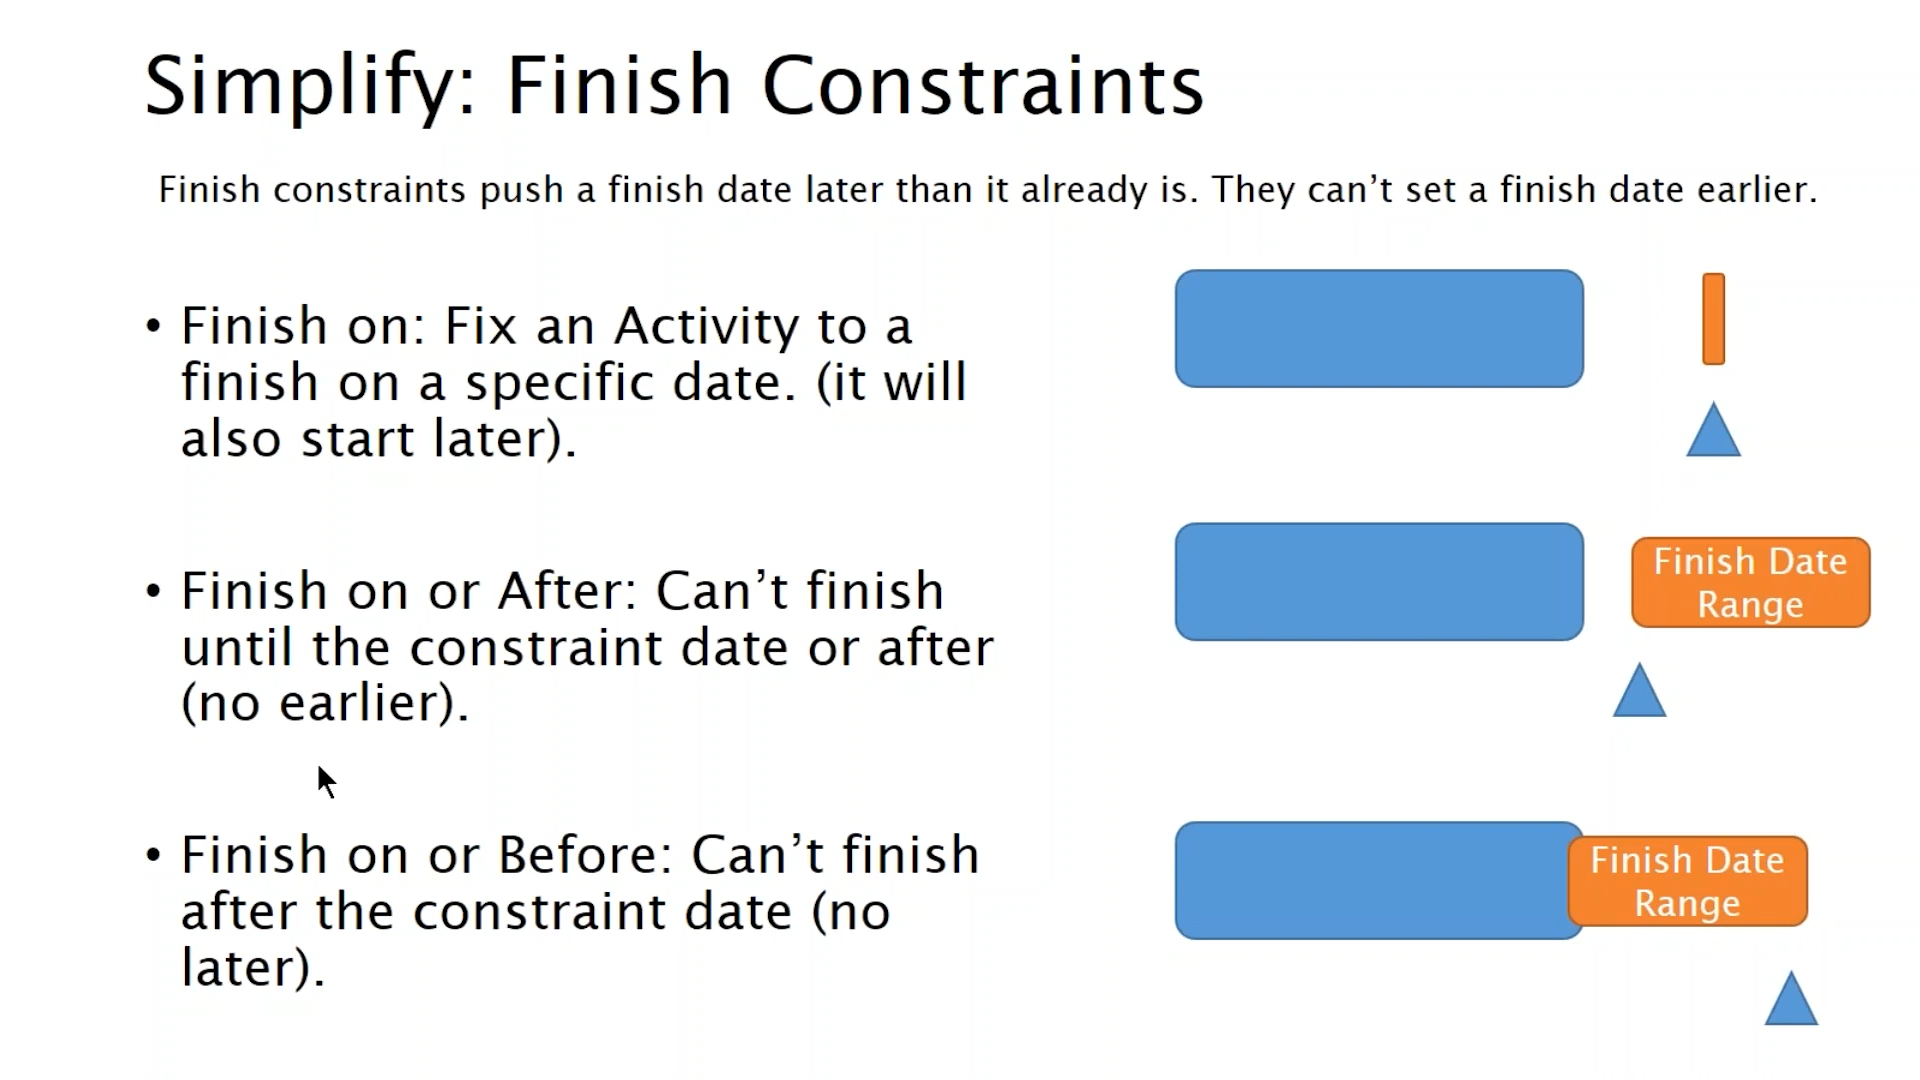 Simplify: Finish Constraints
Finish constraints push a finish date later than it already is. They can’t set a finish date earlier.
• Finish on: Fix an Activity to a
finish on a specific date. (it will
also start later).
• Finish on or After: Can’t finish
until the constraint date or after
(no earlier).
Finish Date
Range
• Finish on or Before: Can’t finish
after the constraint date (no
later).
Finish Date
Range